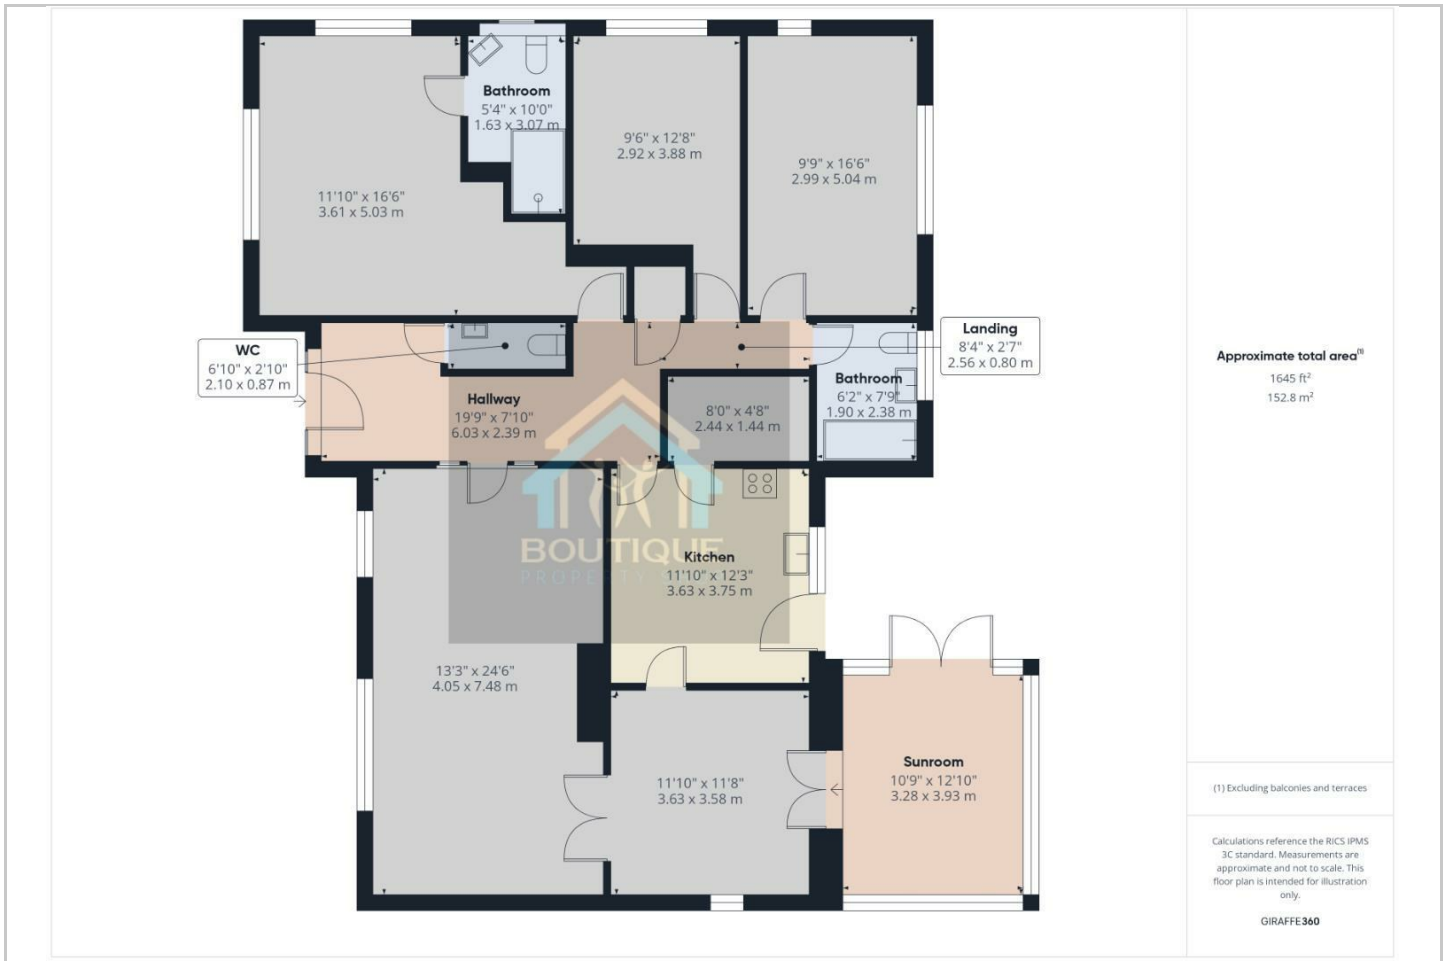 Bathroom
5'4" x 10'0"
1.63 x 3.07 m
9'6" x 12'8"
2.92 x 3.88 m
9'9" x 16'6"
2.99 x 5.04 m
11'10" x 16'6"
3.61 x 5.03 m
WC
6'10" x 2'10"
2.10 x 0.87 m
Landing
8'4" x 2'7"
2.56 x 0.80 m
Bathroom
6'2" x 7'9"
1.90 x 2.38 m
Hallway
19'9" x 7'10"
6.03 x 2.39 m
8'0" x 4'8"
2.44 x 1.44 m
BOUTIQUE
PROPERTY
Kitchen
11'10" x 12'3"
3.63 x 3.75 m
13'3" x 24'6"
4.05 x 7.48 m
11'10" x 11'8"
3.63 x 3.58 m
Sunroom
10'9" x 12'10"
3.28 x 3.93 m
Approximate total area(1)
1645 ft²
152.8 m²
(1) Excluding balconies and terraces
Calculations reference the RICS IPMS
3C standard. Measurements are
approximate and not to scale. This
floor plan is intended for illustration
only.
GIRAFFE360